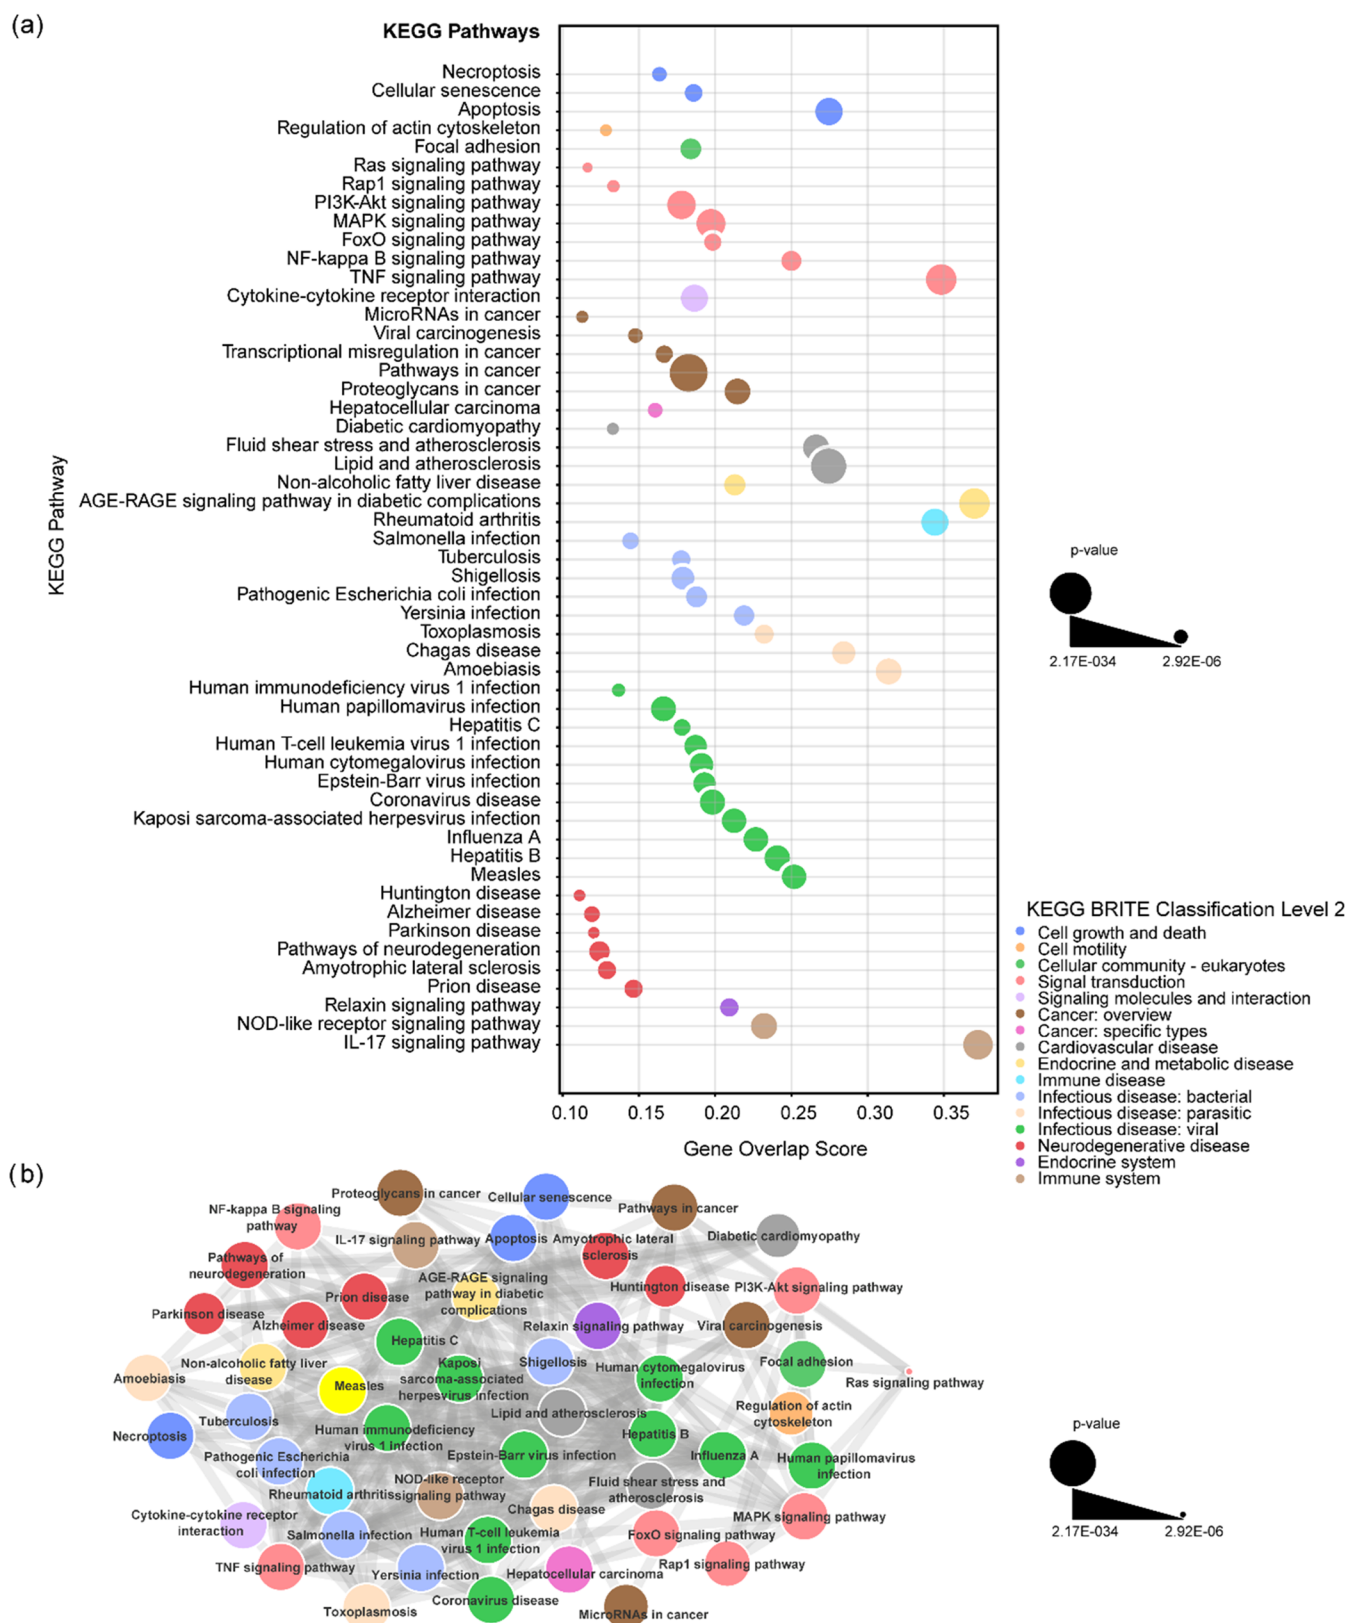 (a)
KEGG Pathways
Necroptosis
Cellular senescence
Apoptosis
Regulation of actin cytoskeleton
Focal adhesion
Ras signaling pathway
Rap1 signaling pathway
PI3K-Akt signaling pathway
MAPK signaling pathway
FoxO signaling pathway
NF-kappa B signaling pathway
TNF signaling pathway
Cytokine-cytokine receptor interaction
MicroRNAs in cancer
Viral carcinogenesis
Transcriptional misregulation in cancer
Pathways in cancer
Proteoglycans in cancer
Hepatocellular carcinoma
Diabetic cardiomyopathy
Fluid shear stress and atherosclerosis
Lipid and atherosclerosis
Non-alcoholic fatty liver disease
AGE-RAGE signaling pathway in diabetic complications
Rheumatoid arthritis
Salmonella infection
Tuberculosis
Shigellosis
Pathogenic Escherichia coli infection
Yersinia infection
Toxoplasmosis
Chagas disease
Amoebiasis
Human immunodeficiency virus 1 infection
Human papillomavirus infection
Hepatitis C
Human T-cell leukemia virus 1 infection
Human cytomegalovirus infection
Epstein-Barr virus infection
Coronavirus disease
Kaposi sarcoma-associated herpesvirus infection
Influenza A
Hepatitis B
Measles
Huntington disease
Alzheimer disease
Parkinson disease
Pathways of neurodegeneration
Amyotrophic lateral sclerosis
Prion disease
Relaxin signaling pathway
NOD-like receptor signaling pathway
IL-17 signaling pathway
KEGG Pathway
0.10 0.15 0.20 0.25 0.30 0.35
Gene Overlap Score
p-value
2.17E-034 2.92E-06
KEGG BRITE Classification Level 2
Cell growth and death
Cell motility
Cellular community - eukaryotes
Signal transduction
Signaling molecules and interaction
Cancer: overview
Cancer: specific types
Cardiovascular disease
Endocrine and metabolic disease
Immune disease
Infectious disease: bacterial
Infectious disease: parasitic
Infectious disease: viral
Neurodegenerative disease
Endocrine system
Immune system
(b)
Proteoglycans in cancer
Cellular senescence
Pathways in cancer
NF-kappa B signaling
pathway
IL-17 signaling pathway
Apoptosis
Amyotrophic lateral
sclerosis
Diabetic cardiomyopathy
Pathways of
neurodegeneration
AGE-RAGE signaling
pathway in diabetic
complications
Prion disease
Huntington disease
PI3K-Akt signaling pathway
Parkinson disease
Alzheimer disease
Relaxin signaling pathway
Viral carcinogenesis
Hepatitis C
Non-alcoholic fatty liver
disease
Amoebiasis
Measles
Kaposi
sarcoma-associated
herpesvirus infection
Shigellosis
Human cytomegalovirus
infection
Focal adhesion
Ras signaling pathway
Tuberculosis
Lipid and atherosclerosis
Regulation of actin
cytoskeleton
Necroptosis
Human immunodeficiency
virus 1 infection
Hepatitis B
Pathogenic Escherichia
coli infection
Epstein-Barr virus infection
Influenza A
Human papillomavirus
infection
Rheumatoid arthritis
NOD-like receptor
signaling pathway
Fluid shear stress and
atherosclerosis
Chagas disease
MAPK signaling pathway
Cytokine-cytokine receptor
interaction
Salmonella infection
Human T-cell leukemia
virus 1 infection
FoxO signaling pathway
TNF signaling pathway
Yersinia infection
Hepatocellular carcinoma
Rap1 signaling pathway
Toxoplasmosis
Coronavirus disease
MicroRNAs in cancer
p-value
2.17E-034 2.92E-06